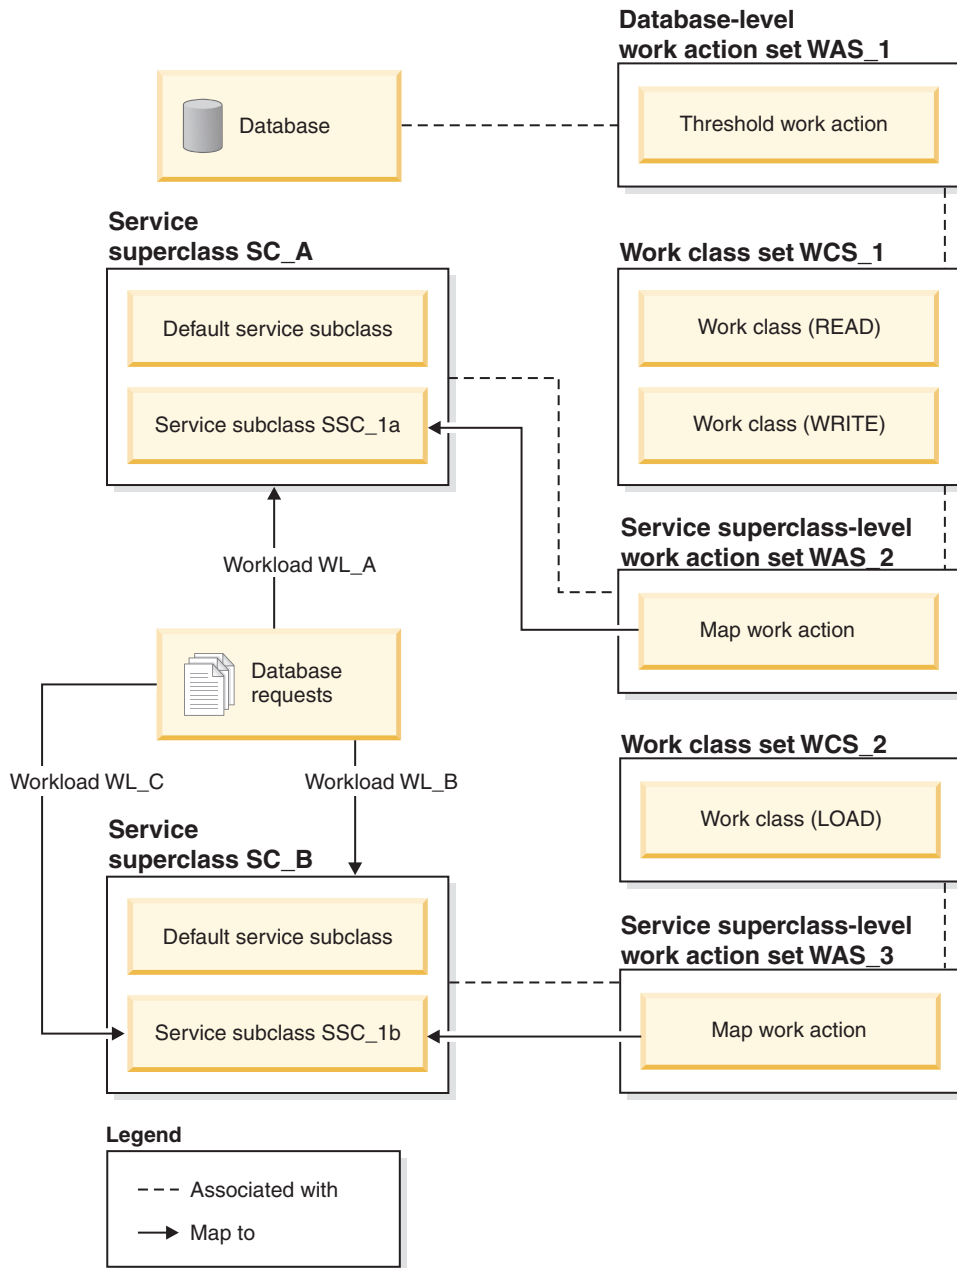 Database-level
work action set WAS_1
Database
Threshold work action
Service
superclass SC_A
Work class set WCS_1
Default service subclass
Work class (READ)
Service subclass SSC_1a
Work class (WRITE)
Service superclass-level
work action set WAS_2
Workload WL_A
Map work action
Database
requests
Work class set WCS_2
Workload WL_C
Workload WL_B
Work class (LOAD)
Service
superclass SC_B
Default service subclass
Service superclass-level
work action set WAS_3
Service subclass SSC_1b
Map work action
Legend
Associated with
Map to